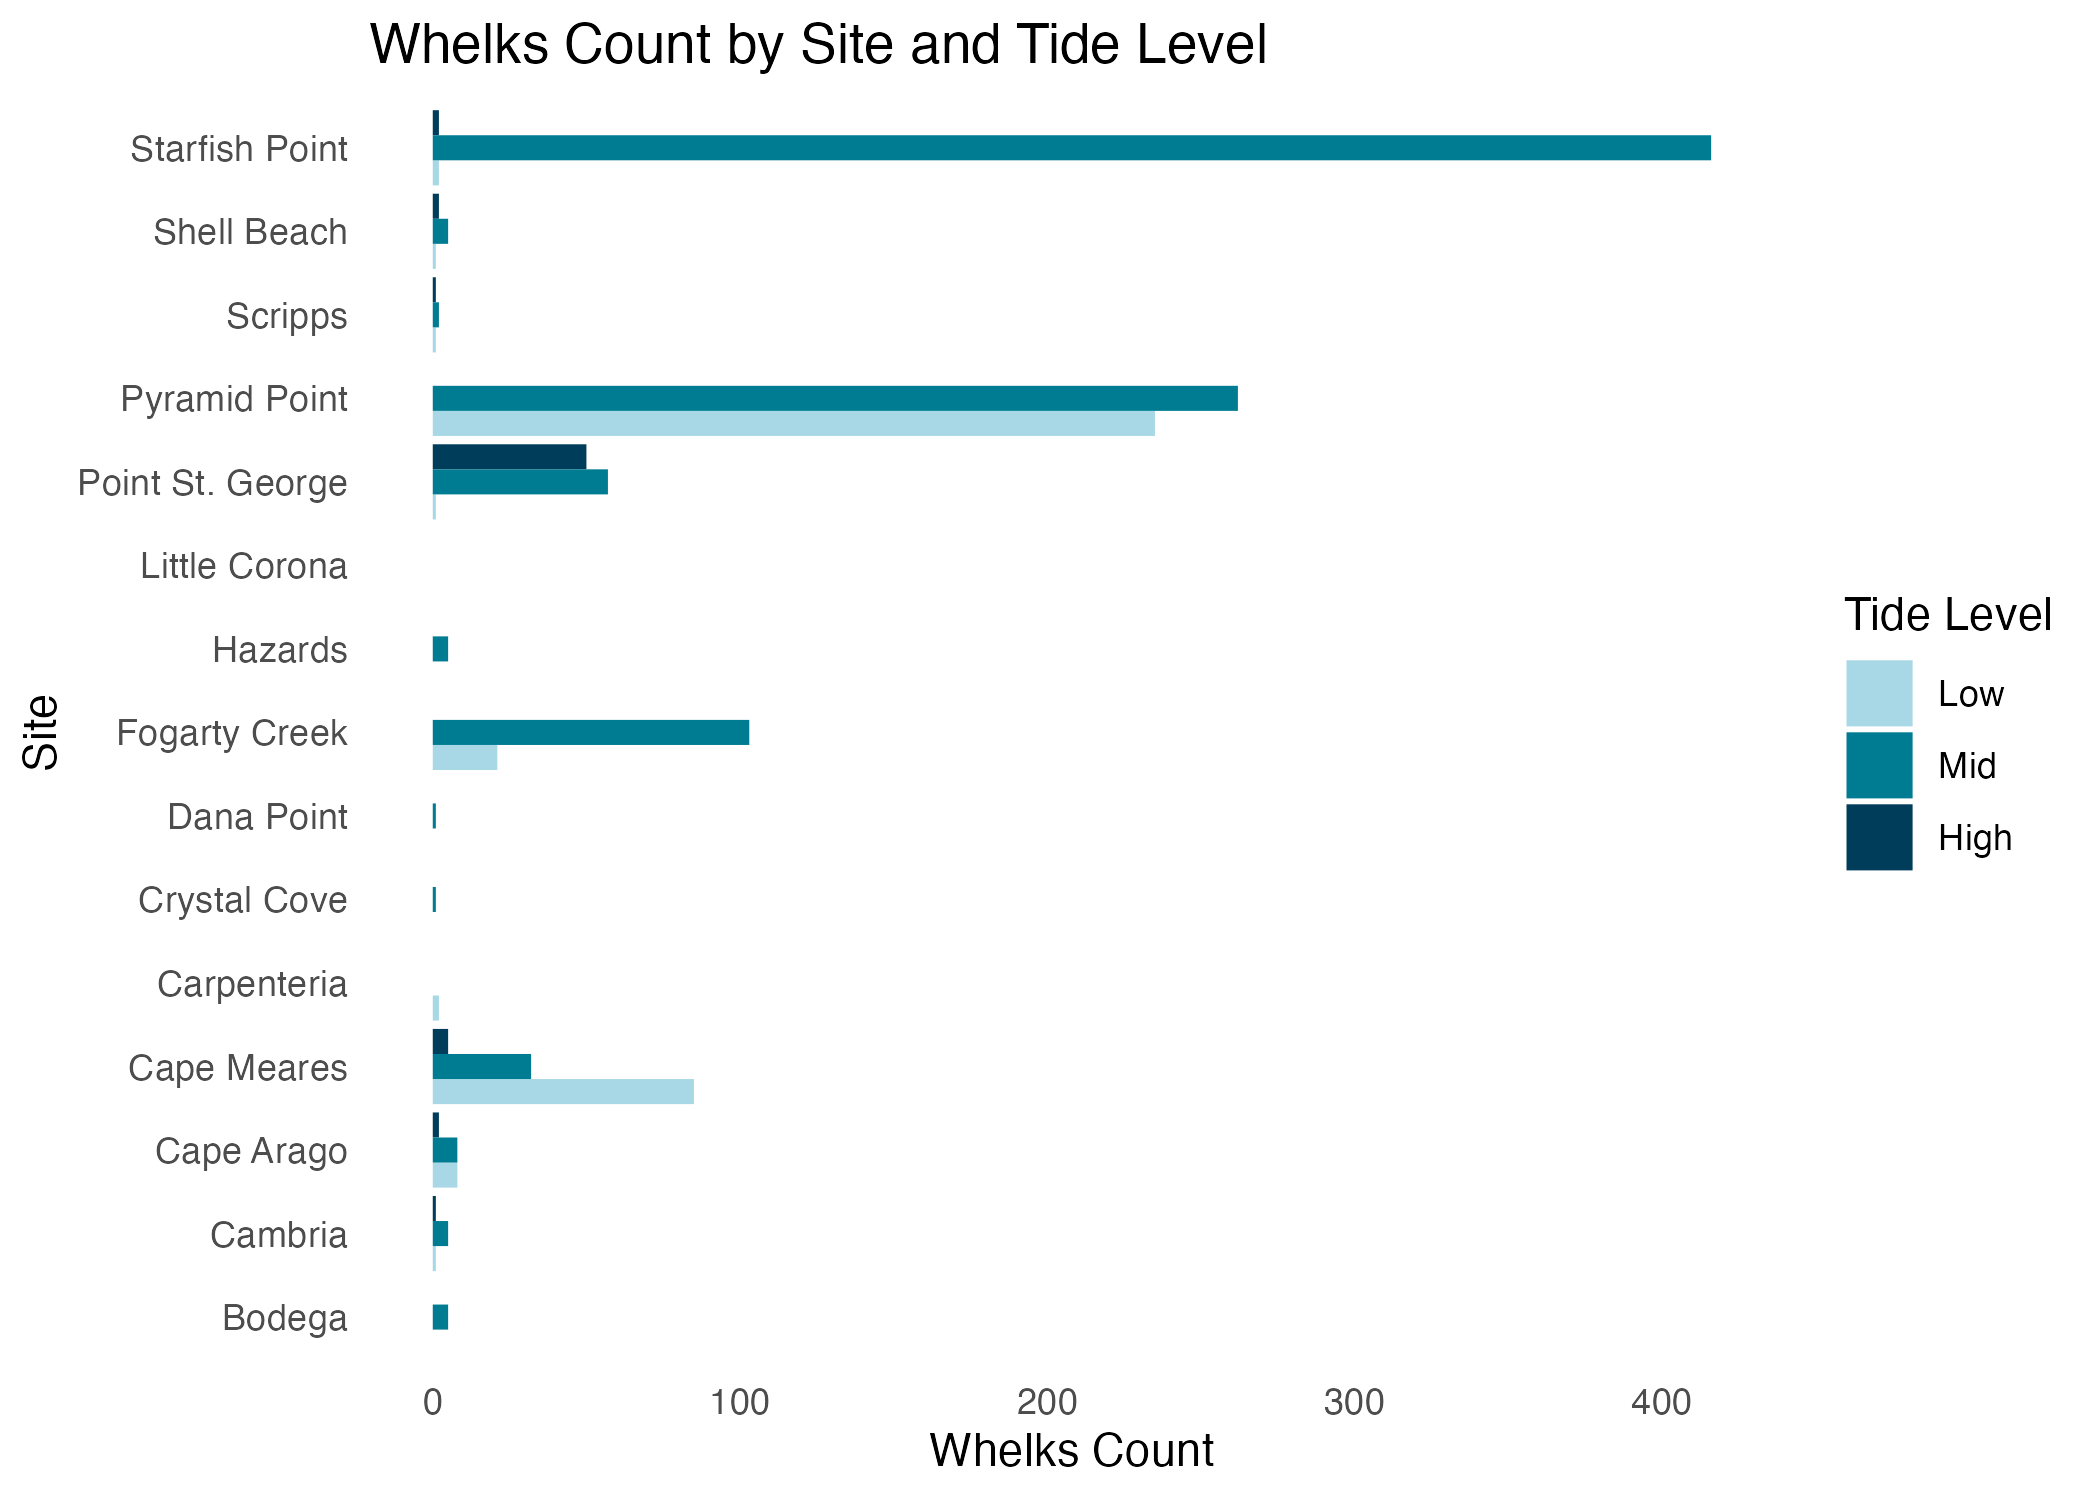 Whelks Count by Site and Tide Level
Starfish Point
Shell Beach
Scripps
Pyramid Point
Point St. George
Little Corona
Hazards
Fogarty Creek
Dana Point
Crystal Cove
Carpenteria
Cape Meares
Cape Arago
Cambria
Bodega
Site
0 100 200 300 400
Whelks Count
Tide Level
Low
Mid
High